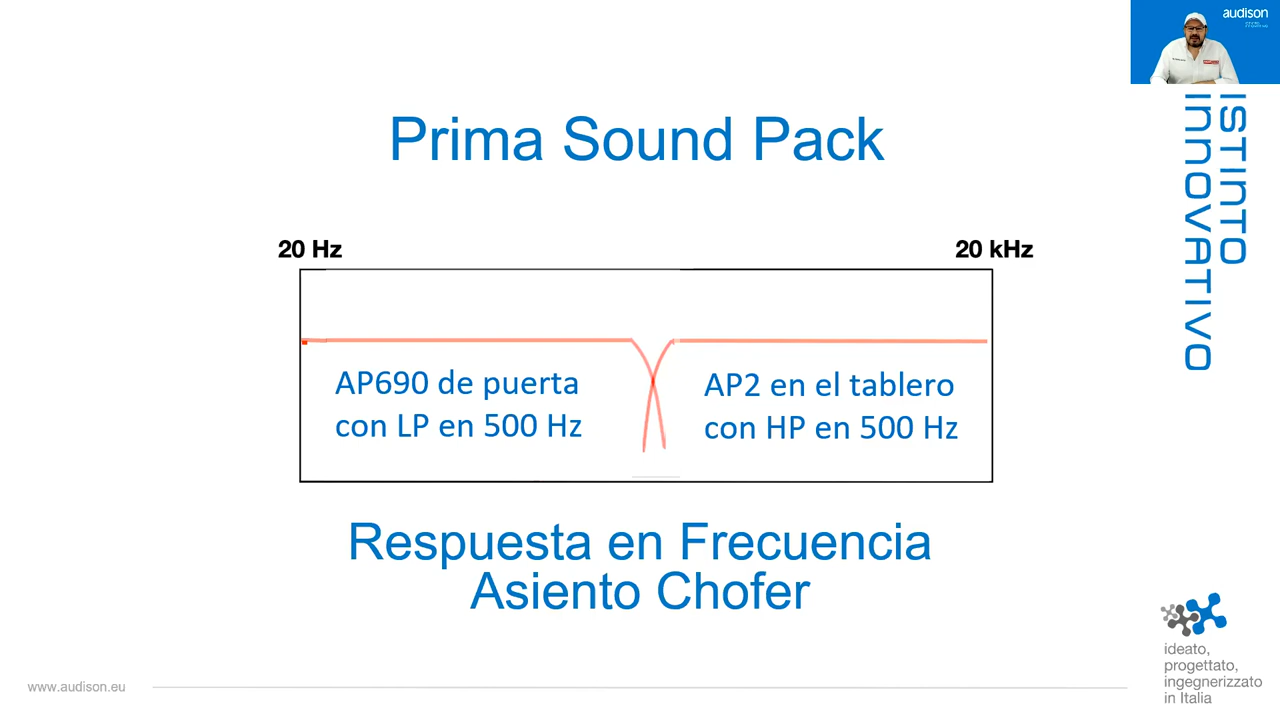 audison
Prima Sound Pack
ISTINTO
INNOVATIVO
20 Hz
20 kHz
AP690 de puerta
con LP en 500 Hz
AP2 en el tablero
con HP en 500 Hz
Respuesta en Frecuencia
Asiento Chofer
ideato,
progettato,
ingegnerizzato
in Italia
www.audison.eu